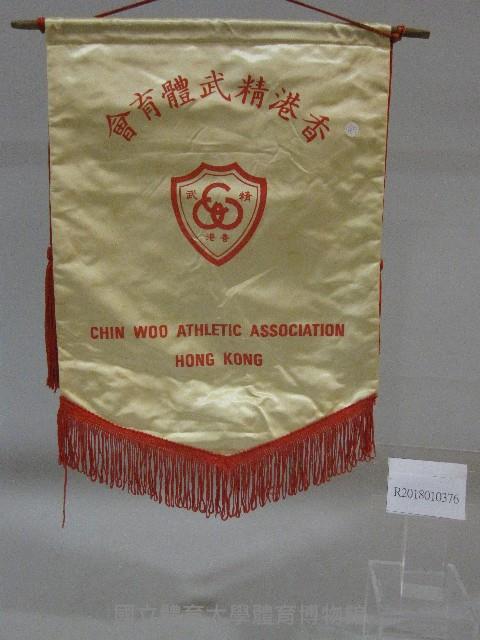 香港精武體育會
精武
香港
CHIN WOO ATHLETIC ASSOCIATION
HONG KONG
R2018010376
國立體育大學體育博物館